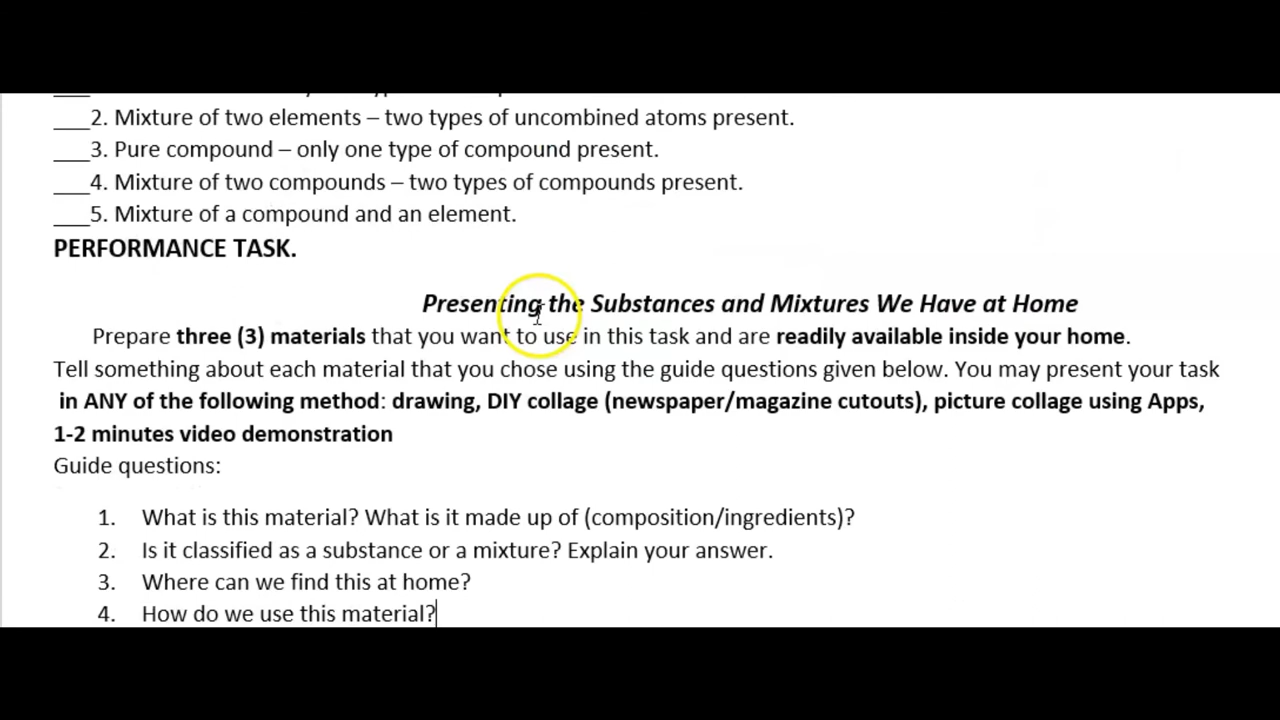 ___2. Mixture of two elements – two types of uncombined atoms present.
___3. Pure compound – only one type of compound present.
___4. Mixture of two compounds – two types of compounds present.
___5. Mixture of a compound and an element.
PERFORMANCE TASK.
Presenting the Substances and Mixtures We Have at Home
Prepare three (3) materials that you want to use in this task and are readily available inside your home.
Tell something about each material that you chose using the guide questions given below. You may present your task
in ANY of the following method: drawing, DIY collage (newspaper/magazine cutouts), picture collage using Apps,
1-2 minutes video demonstration
Guide questions:
1. What is this material? What is it made up of (composition/ingredients)?
2. Is it classified as a substance or a mixture? Explain your answer.
3. Where can we find this at home?
4. How do we use this material?